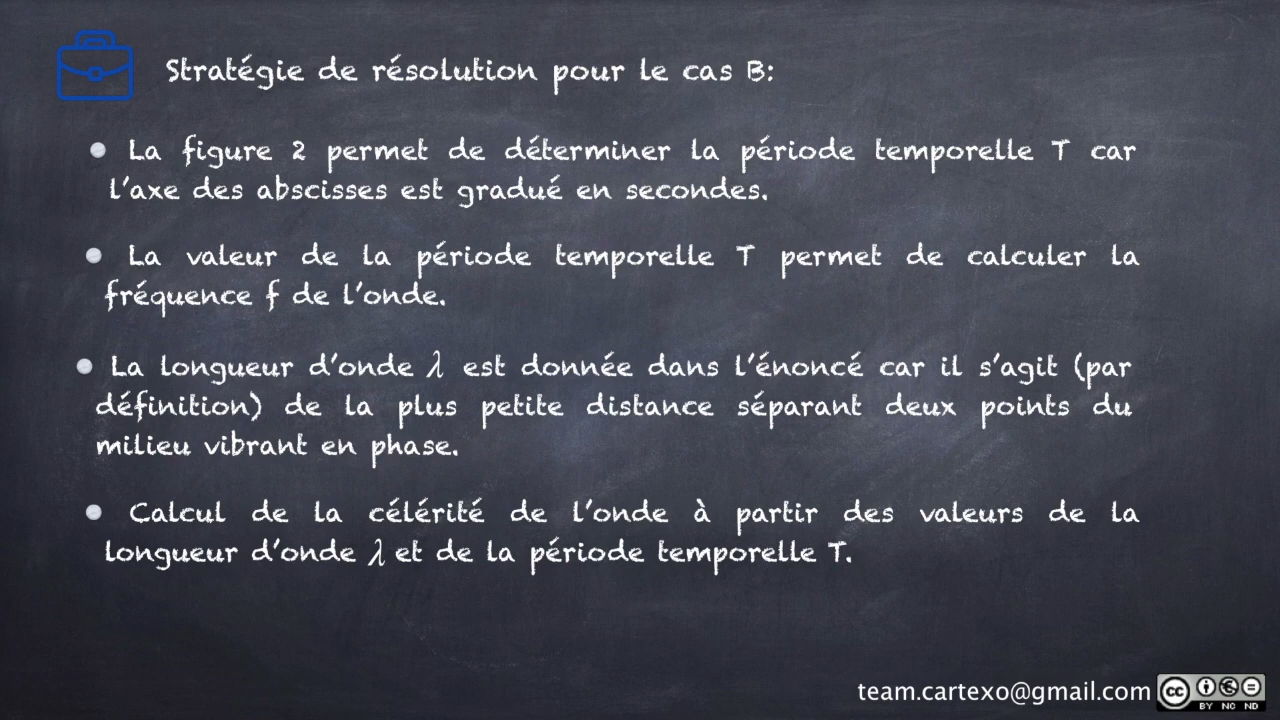 Stratégie de résolution pour le cas B:
• La figure 2 permet de déterminer la période temporelle T car
l'axe des abscisses est gradué en secondes.
• La valeur de la période temporelle T permet de calculer la
fréquence f de l'onde.
• La longueur d'onde λ est donnée dans l'énoncé car il s'agit (par
définition) de la plus petite distance séparant deux points du
milieu vibrant en phase.
• Calcul de la célérité de l'onde à partir des valeurs de la
longueur d'onde λ et de la période temporelle T.
team.cartexo@gmail.com
cc
BY NC ND